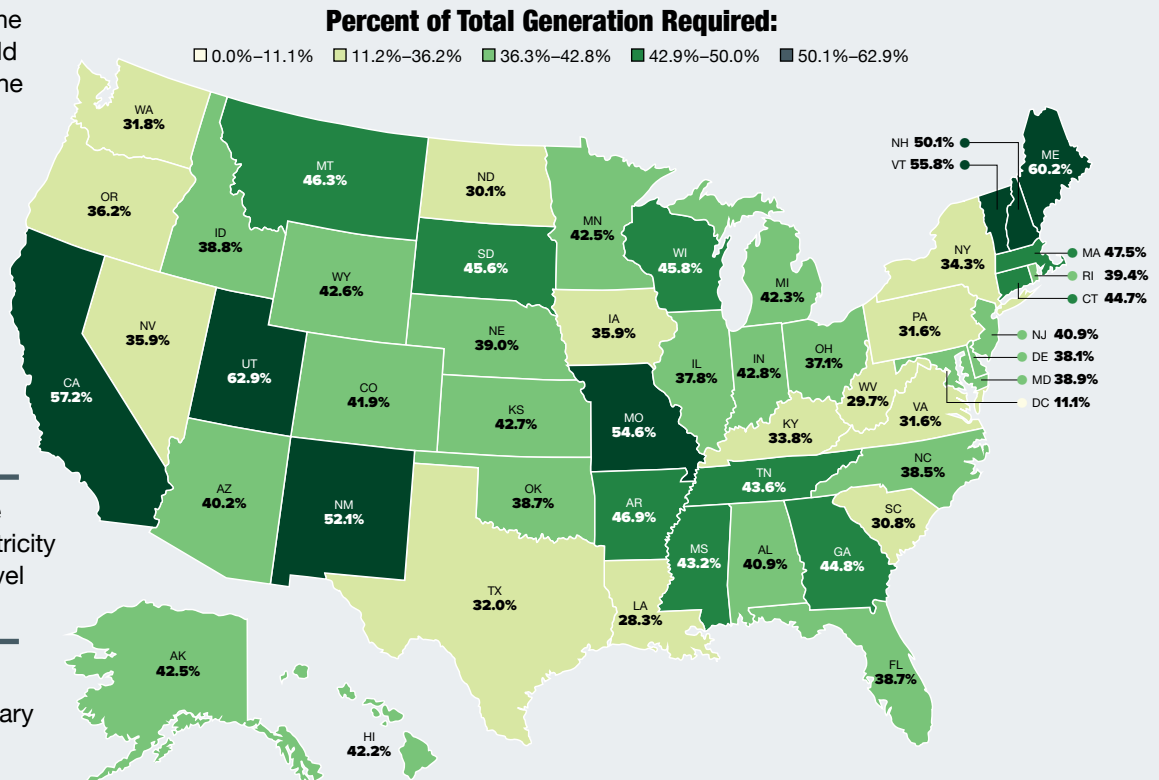 Percent of Total Generation Required:
0.0%–11.1% 11.2%–36.2% 36.3%–42.8% 42.9%–50.0% 50.1%–62.9%
ne
ld
ne
WA
31.8%
OR
36.2%
ID
38.8%
MT
46.3%
ND
30.1%
MN
42.5%
SD
45.6%
WI
45.8%
MI
42.3%
WY
42.6%
NE
39.0%
IA
35.9%
NY
34.3%
NH 50.1%
VT 55.8%
ME
60.2%
MA 47.5%
RI 39.4%
CT 44.7%
NJ 40.9%
DE 38.1%
MD 38.9%
DC 11.1%
PA
31.6%
NV
35.9%
UT
62.9%
CA
57.2%
CO
41.9%
KS
42.7%
MO
54.6%
IL
37.8%
IN
42.8%
OH
37.1%
WV
29.7%
VA
31.6%
KY
33.8%
NC
38.5%
TN
43.6%
SC
30.8%
AZ
40.2%
NM
52.1%
OK
38.7%
AR
46.9%
MS
43.2%
AL
40.9%
GA
44.8%
TX
32.0%
LA
28.3%
FL
38.7%
AK
42.5%
HI
42.2%
e
tricity
vel
ary